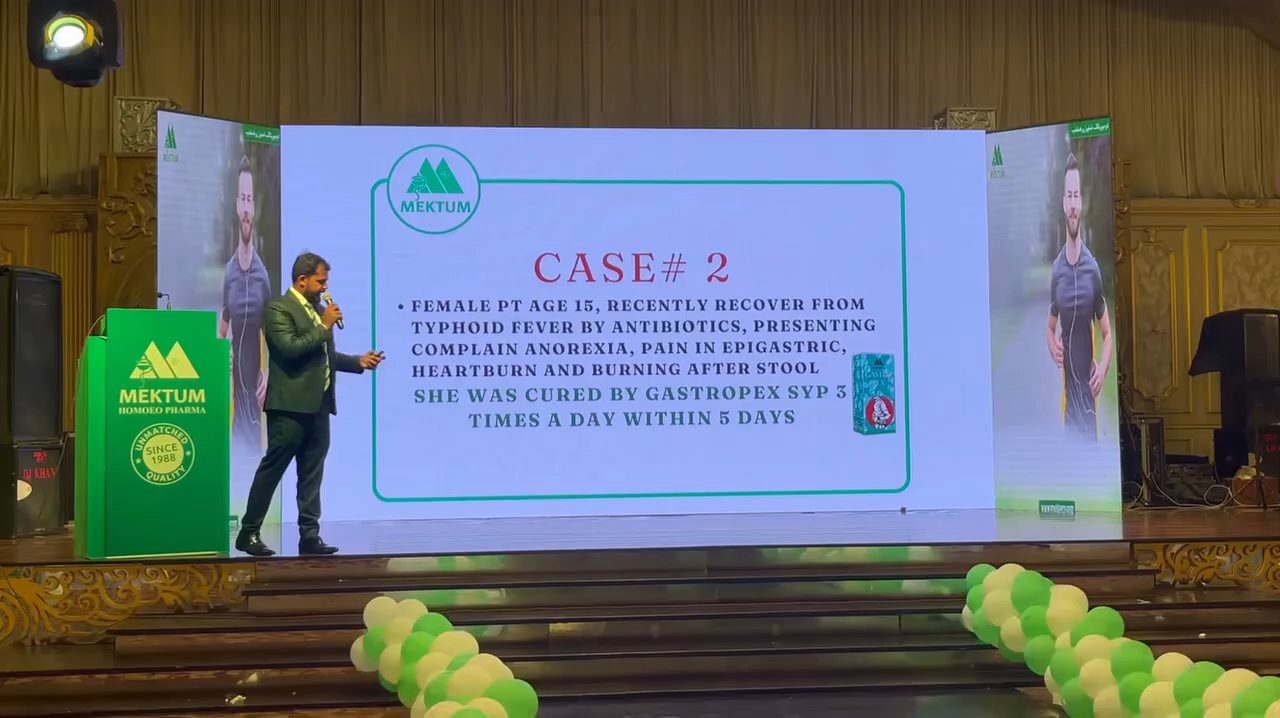 MEKTUM
CASE# 2
• FEMALE PT AGE 15, RECENTLY RECOVER FROM
TYPHOID FEVER BY ANTIBIOTICS, PRESENTING
COMPLAIN ANOREXIA, PAIN IN EPIGASTRIC,
HEARTBURN AND BURNING AFTER STOOL
SHE WAS CURED BY GASTROPEX SYP 3
TIMES A DAY WITHIN 5 DAYS
MEKTUM
HOMOEO PHARMA
UNMATCHED
SINCE
1988
QUALITY
DJ KHAN